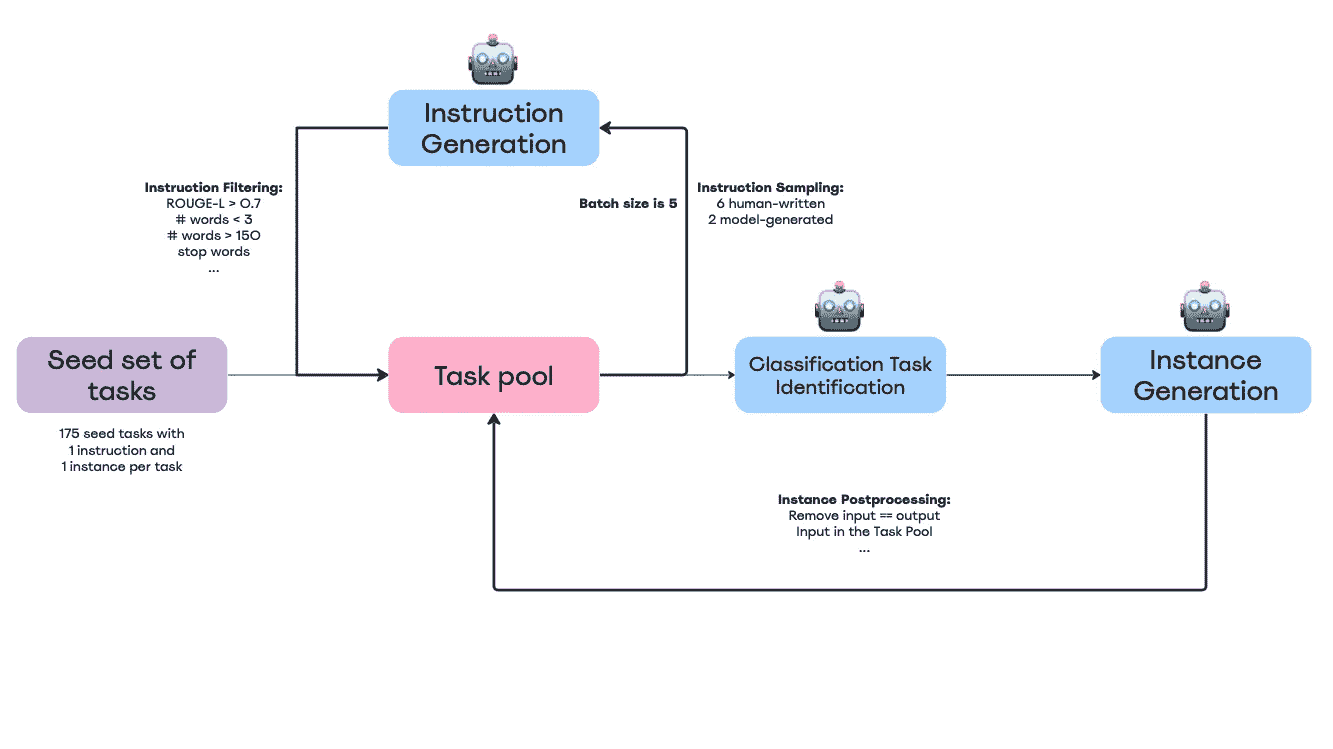 Instruction
Generation
Instruction Filtering:
ROUGE-L > 0.7
# words < 3
# words > 150
stop words
...
Batch size is 5
Instruction Sampling:
6 human-written
2 model-generated
Seed set of
tasks
175 seed tasks with
1 instruction and
1 instance per task
Task pool
Classification Task
Identification
Instance
Generation
Instance Postprocessing:
Remove input == output
Input in the Task Pool
...